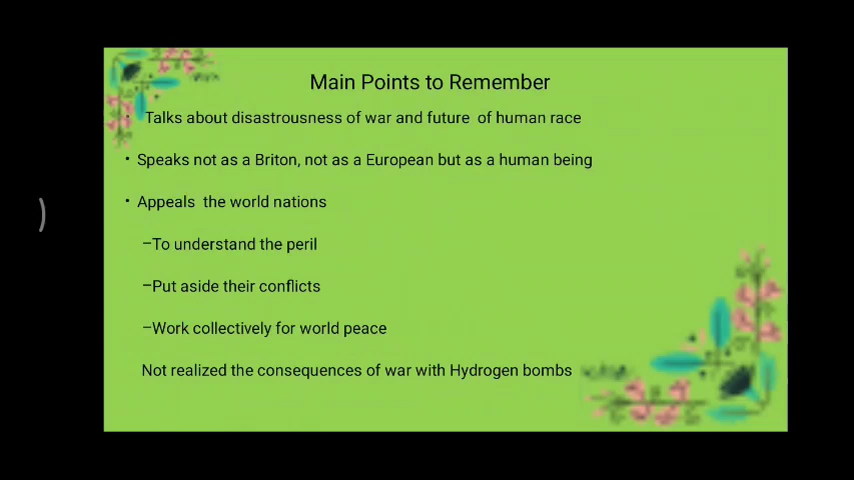 Main Points to Remember
• Talks about disastrousness of war and future of human race
• Speaks not as a Briton, not as a European but as a human being
• Appeals the world nations
–To understand the peril
–Put aside their conflicts
–Work collectively for world peace
Not realized the consequences of war with Hydrogen bombs